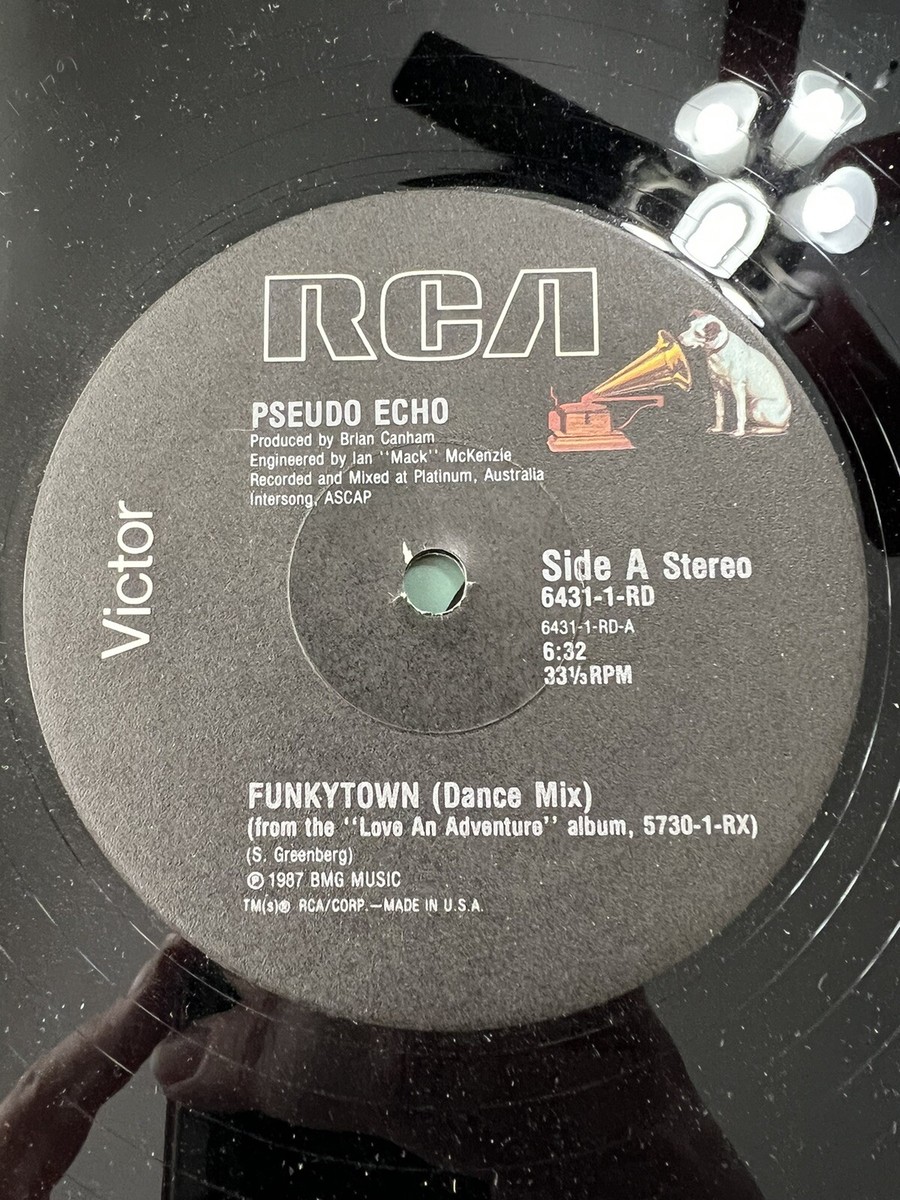 RCA
PSEUDO ECHO
Produced by Brian Canham
Engineered by Ian "Mack" McKenzie
Recorded and Mixed at Platinum, Australia
Intersong, ASCAP
Victor
Side A Stereo
6431-1-RD
6431-1-RD-A
6:32
33⅓RPM
FUNKYTOWN (Dance Mix)
(from the "Love An Adventure" album, 5730-1-RX)
(S. Greenberg)
℗ 1987 BMG MUSIC
TM(s)® RCA/CORP.—MADE IN U.S.A.